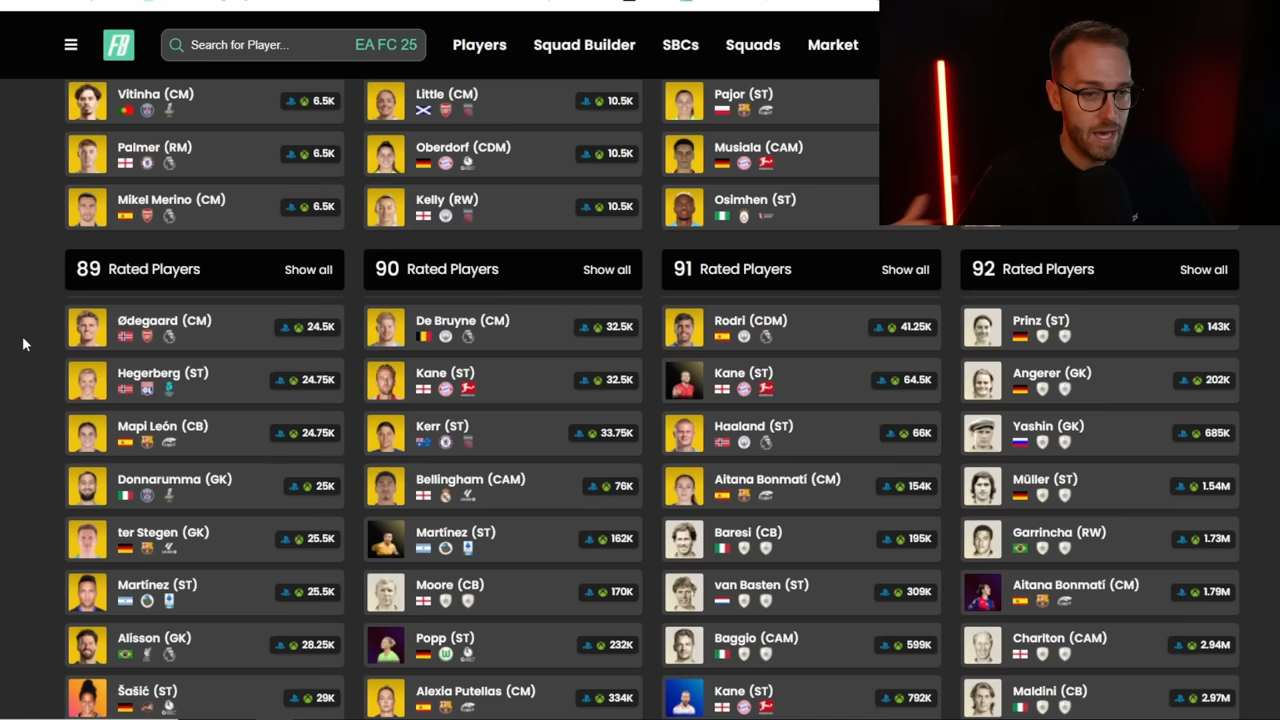 FB
Search for Player...
EA FC 25
Players
Squad Builder
SBCs
Squads
Market
Vitinha (CM)
6.5K
Little (CM)
10.5K
Pajor (ST)
Palmer (RM)
6.5K
Oberdorf (CDM)
10.5K
Musiala (CAM)
Mikel Merino (CM)
6.5K
Kelly (RW)
10.5K
Osimhen (ST)
89 Rated Players
Show all
90 Rated Players
Show all
91 Rated Players
Show all
92 Rated Players
Show all
Ødegaard (CM)
24.5K
De Bruyne (CM)
32.5K
Rodri (CDM)
41.25K
Prinz (ST)
143K
Hegerberg (ST)
24.75K
Kane (ST)
32.5K
Kane (ST)
64.5K
Angerer (GK)
202K
Mapi León (CB)
24.75K
Kerr (ST)
33.75K
Haaland (ST)
66K
Yashin (GK)
685K
Donnarumma (GK)
25K
Bellingham (CAM)
76K
Aitana Bonmatí (CM)
154K
Müller (ST)
1.54M
ter Stegen (GK)
25.5K
Martínez (ST)
162K
Baresi (CB)
195K
Garrincha (RW)
1.73M
Martínez (ST)
25.5K
Moore (CB)
170K
van Basten (ST)
309K
Aitana Bonmatí (CM)
1.79M
Alisson (GK)
28.25K
Popp (ST)
232K
Baggio (CAM)
599K
Charlton (CAM)
2.94M
Šašić (ST)
29K
Alexia Putellas (CM)
334K
Kane (ST)
792K
Maldini (CB)
2.97M